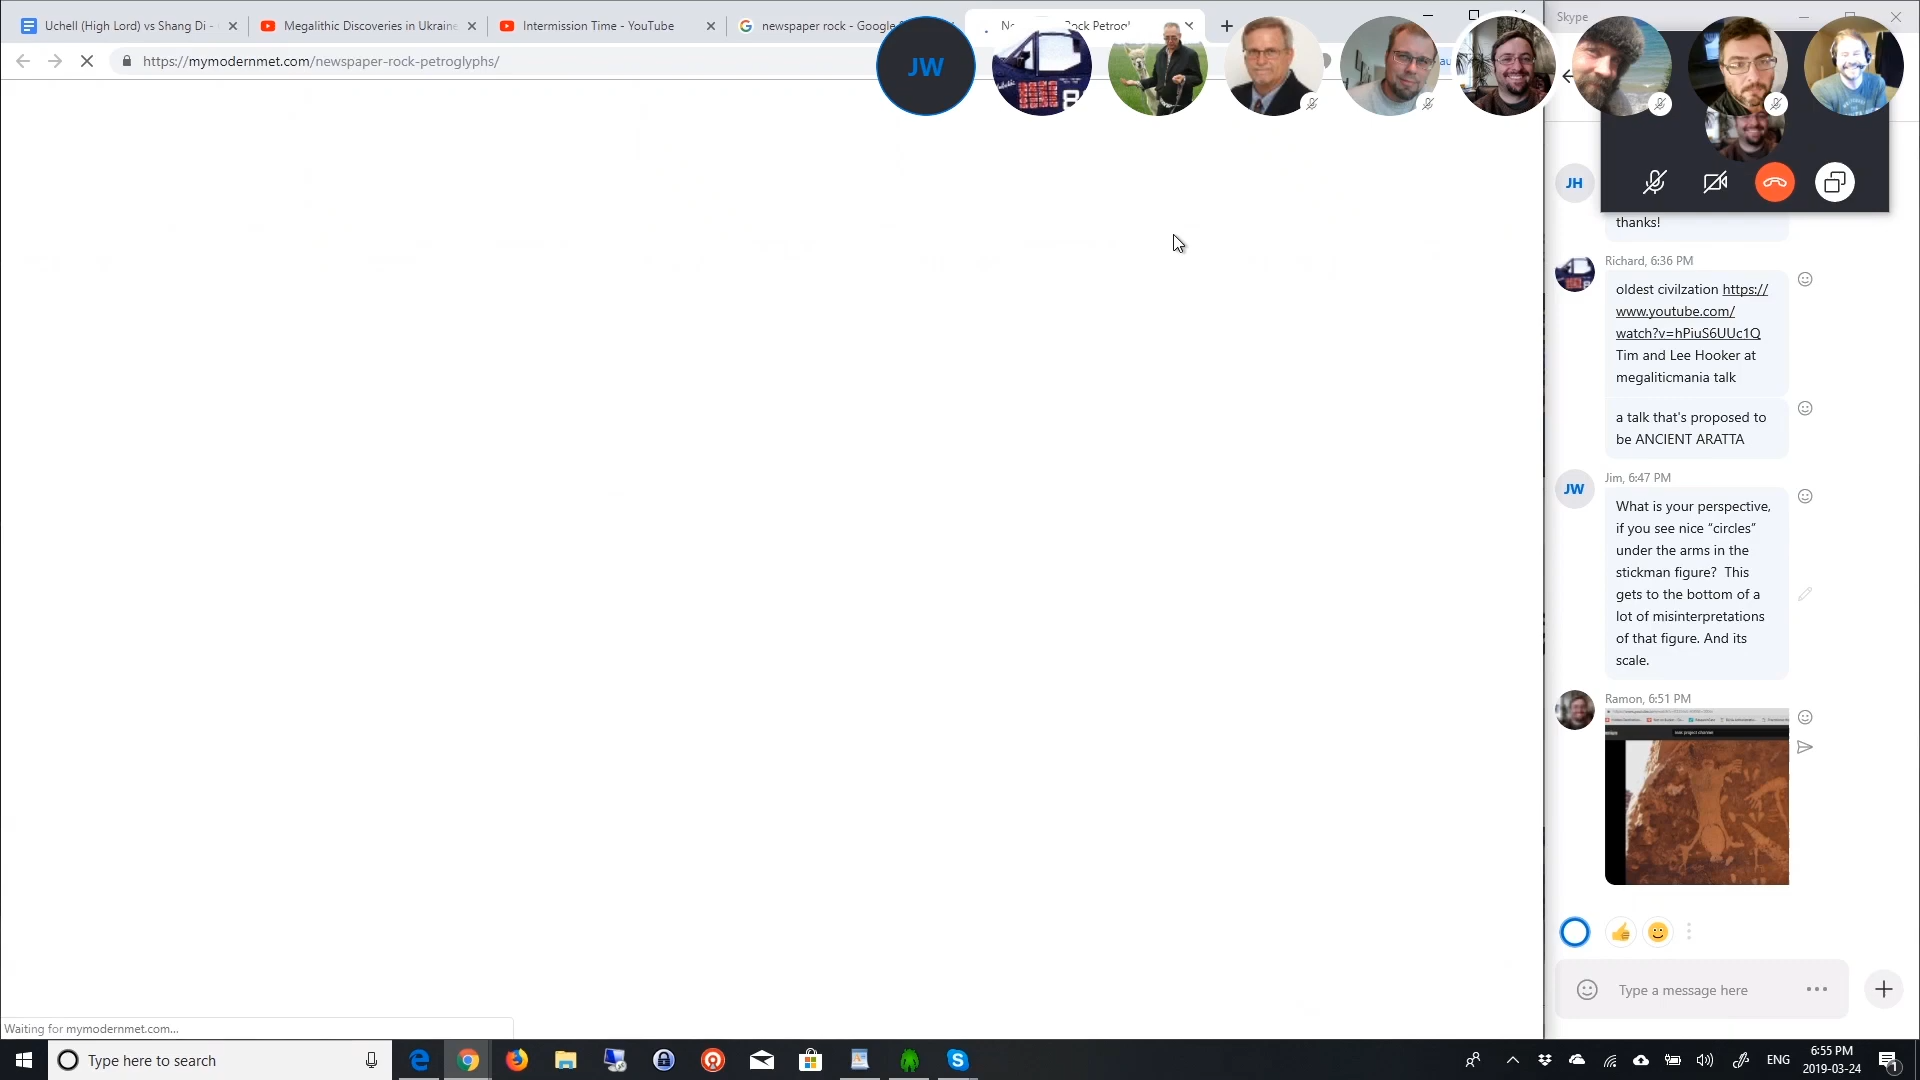 Uchell (High Lord) vs Shang Di -
Megalithic Discoveries in Ukraine
Intermission Time - YouTube
newspaper rock - Google
Rock Petrogl
Skype
https://mymodernmet.com/newspaper-rock-petroglyphs/
JW
JH
thanks!
Richard, 6:36 PM
oldest civilzation https://
www.youtube.com/
watch?v=hPiuS6UUc1Q
Tim and Lee Hooker at
megaliticmania talk
a talk that's proposed to
be ANCIENT ARATTA
Jim, 6:47 PM
JW
What is your perspective,
if you see nice “circles”
under the arms in the
stickman figure? This
gets to the bottom of a
lot of misinterpretations
of that figure. And its
scale.
Ramon, 6:51 PM
Type a message here
Waiting for mymodernmet.com...
Type here to search
ENG
6:55 PM
2019-03-24
1